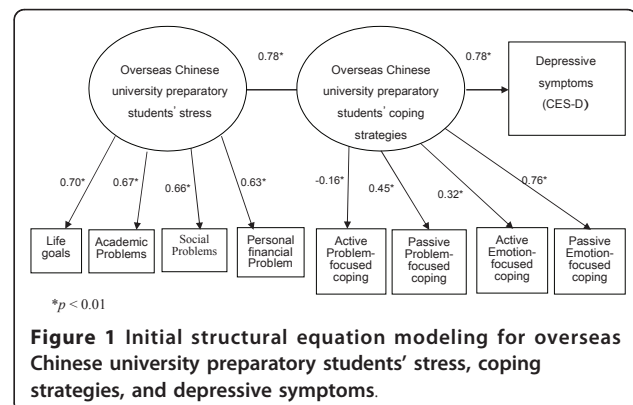 0.78*
0.78*
Overseas Chinese
university preparatory
students' stress
Overseas Chinese
university preparatory
students' coping
strategies
Depressive
symptoms
(CES-D)
0.70*
0.67*
0.66*
0.63*
-0.16*
0.45*
0.32*
0.76*
Life
goals
Academic
Problems
Social
Problems
Personal
financial
Problem
Active
Problem-
focused
coping
Passive
Problem-
focused
coping
Active
Emotion-
focused
coping
Passive
Emotion-
focused
coping
*p < 0.01
Figure 1 Initial structural equation modeling for overseas
Chinese university preparatory students' stress, coping
strategies, and depressive symptoms.